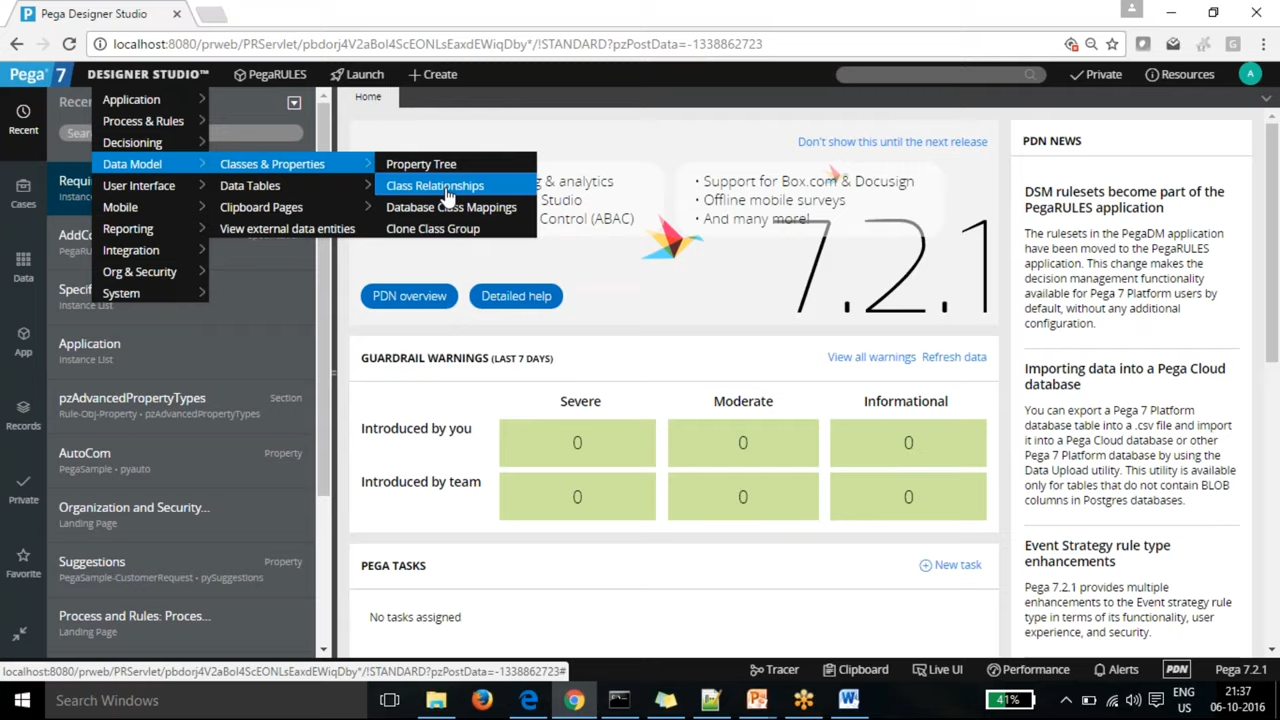 Pega Designer Studio
localhost:8080/prweb/PRServlet/pbdorj4V2aBoI4ScEONLsEaxdEWiqDby*/!STANDARD?pzPostData=-1338862723
Pega 7 DESIGNER STUDIO™ PegaRULES Launch Create Private Resources A
Recent
Cases
Data
App
Records
Private
Favorite
Application
Process & Rules
Decisioning
Data Model
User Interface
Mobile
Reporting
Integration
Org & Security
System
Classes & Properties
Data Tables
Clipboard Pages
View external data entities
Property Tree
Class Relationships
Database Class Mappings
Clone Class Group
Instance List
Application
Instance List
pzAdvancedPropertyTypes Section
Rule-Obj-Property • pzAdvancedPropertyTypes
AutoCom Property
PegaSample • pyauto
Organization and Security...
Landing Page
Suggestions Property
PegaSample-CustomerRequest • pySuggestions
Process and Rules: Proces...
Landing Page
Home
Don't show this until the next release
& analytics
Studio
Control (ABAC)
• Support for Box.com & Docusign
• Offline mobile surveys
• And many more!
7.2.1
PDN overview
Detailed help
GUARDRAIL WARNINGS (LAST 7 DAYS)
View all warnings Refresh data
Severe Moderate Informational
Introduced by you 0 0 0
Introduced by team 0 0 0
PEGA TASKS
New task
No tasks assigned
PDN NEWS
DSM rulesets become part of the
PegaRULES application
The rulesets in the PegaDM application
have been moved to the PegaRULES
application. This change makes the
decision management functionality
available for Pega 7 Platform users by
default, without any additional
configuration.
Importing data into a Pega Cloud
database
You can export a Pega 7 Platform
database table into a .csv file and import
it into a Pega Cloud database or other
Pega 7 Platform database by using the
Data Upload utility. This utility is available
only for tables that do not contain BLOB
columns in Postgres databases.
Event Strategy rule type
enhancements
Pega 7.2.1 provides multiple
enhancements to the Event strategy rule
type in terms of its functionality, user
experience, and security.
localhost:8080/prweb/PRServlet/pbdorj4V2aBoI4ScEONLsEaxdEWiqDby*/!STANDARD?pzPostData=-1338862723#
Tracer Clipboard Live UI Performance Alerts PDN Pega 7.2.1
Search Windows
41%
ENG
US
21:37
06-10-2016